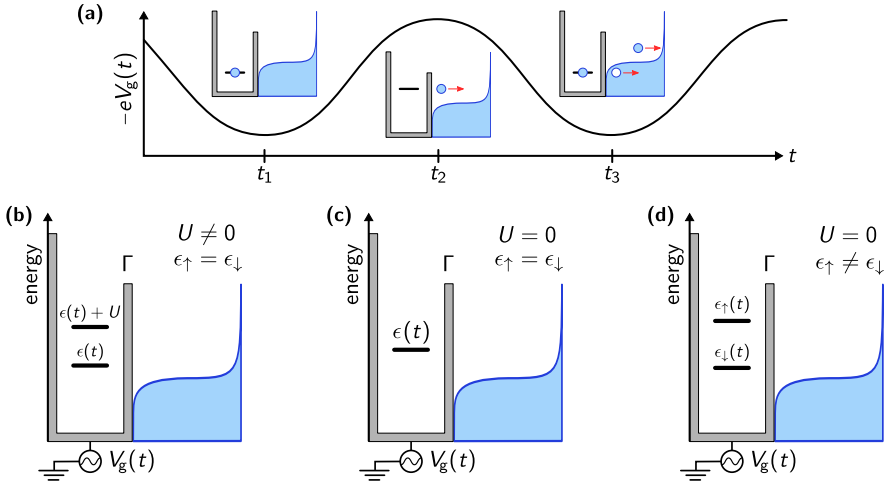 (a)
−eVg(t)
t1
t2
t3
t
(b)
energy
U ≠ 0
ϵ↑ = ϵ↓
Γ
ϵ(t) + U
ϵ(t)
Vg(t)
(c)
energy
U = 0
ϵ↑ = ϵ↓
Γ
ϵ(t)
Vg(t)
(d)
energy
U = 0
ϵ↑ ≠ ϵ↓
Γ
ϵ↑(t)
ϵ↓(t)
Vg(t)